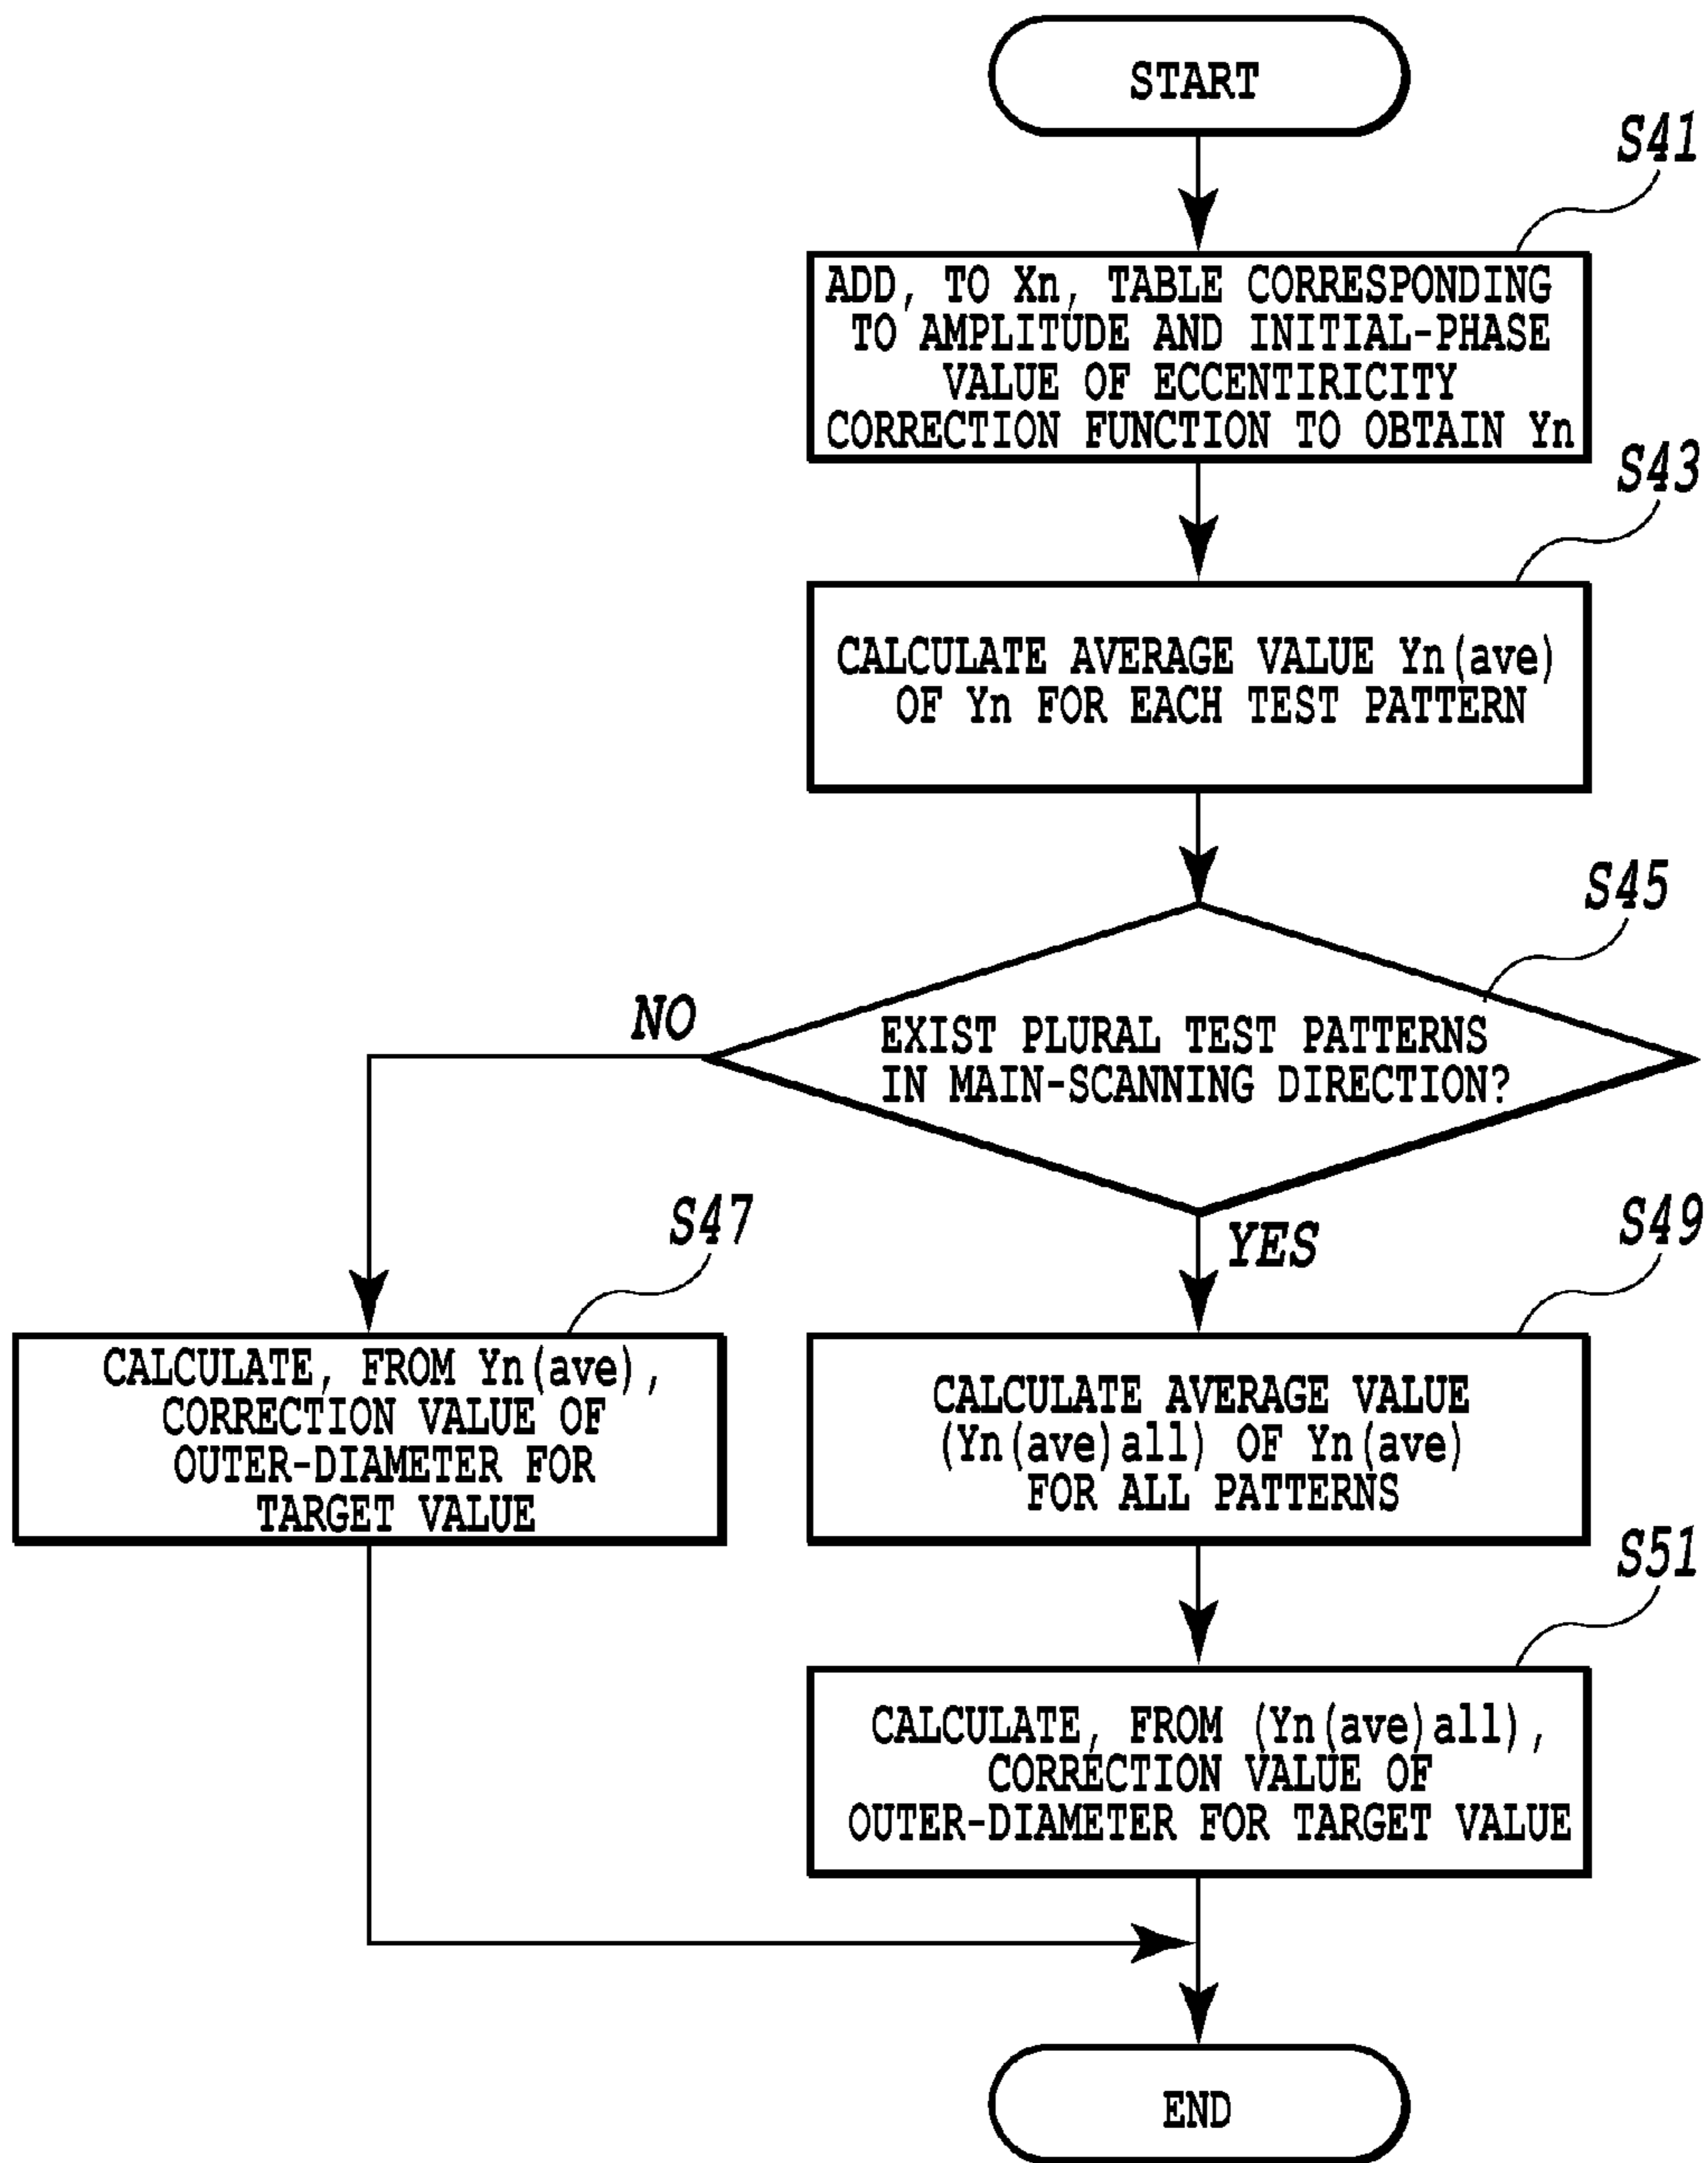 START
S41
ADD, TO Xn, TABLE CORRESPONDING
TO AMPLITUDE AND INITIAL-PHASE
VALUE OF ECCENTIRICITY
CORRECTION FUNCTION TO OBTAIN Yn
S43
CALCULATE AVERAGE VALUE Yn(ave)
OF Yn FOR EACH TEST PATTERN
S45
NO
EXIST PLURAL TEST PATTERNS
IN MAIN-SCANNING DIRECTION?
YES
S47
CALCULATE, FROM Yn(ave),
CORRECTION VALUE OF
OUTER-DIAMETER FOR
TARGET VALUE
S49
CALCULATE AVERAGE VALUE
(Yn(ave)all) OF Yn(ave)
FOR ALL PATTERNS
S51
CALCULATE, FROM (Yn(ave)all),
CORRECTION VALUE OF
OUTER-DIAMETER FOR TARGET VALUE
END